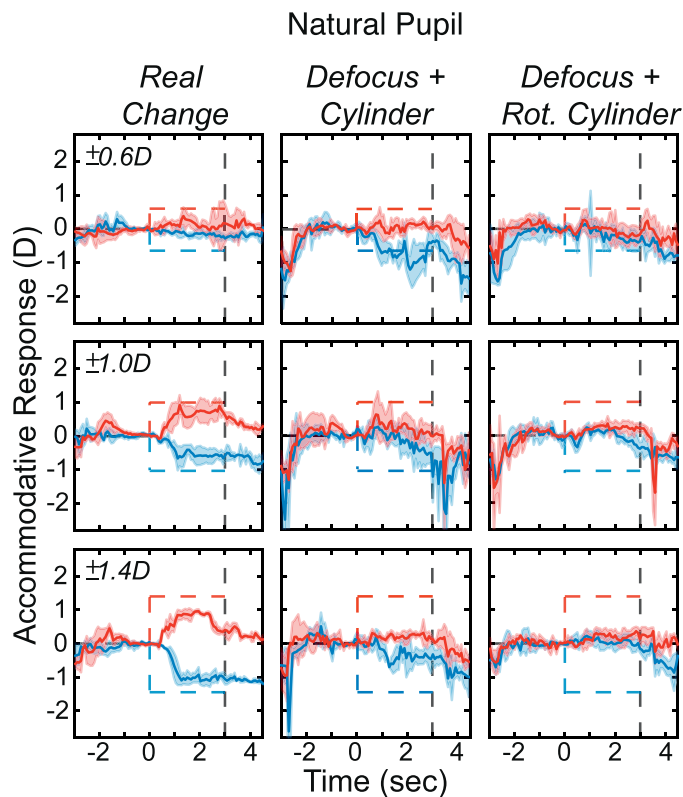 Natural Pupil
Real Change
Defocus + Cylinder
Defocus + Rot. Cylinder
Accommodative Response (D)
±0.6D
2
1
0
-1
-2
±1.0D
2
1
0
-1
-2
±1.4D
2
1
0
-1
-2
-2 0 2 4 -2 0 2 4 -2 0 2 4
Time (sec)